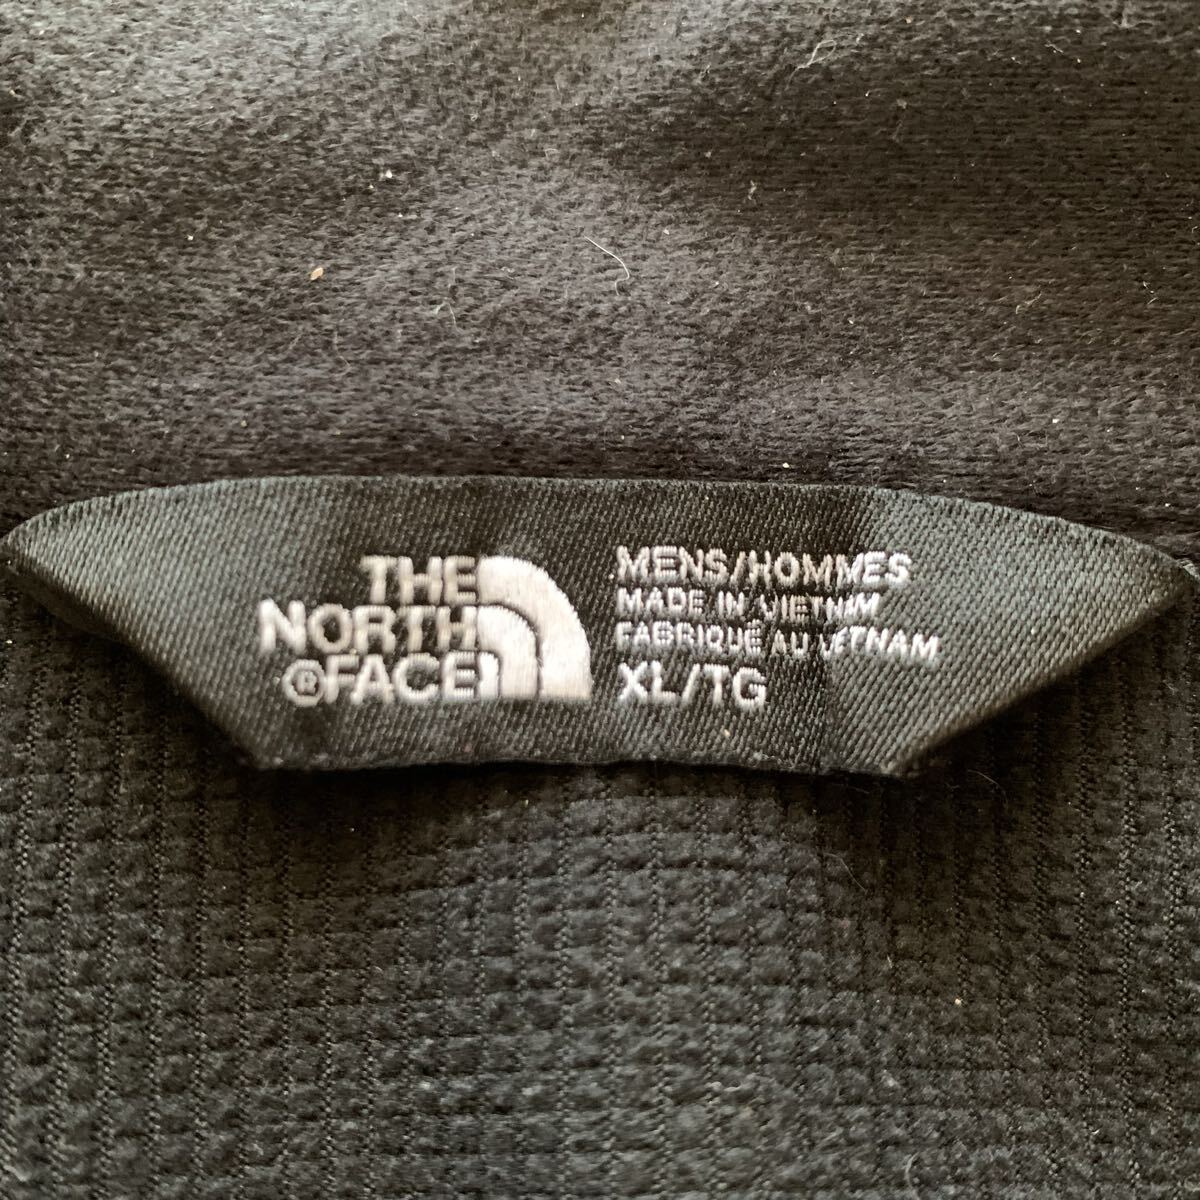 THE
NORTH
®FACE
MENS/HOMMES
MADE IN VIETNAM
FABRIQUÉ AU VIETNAM
XL/TG